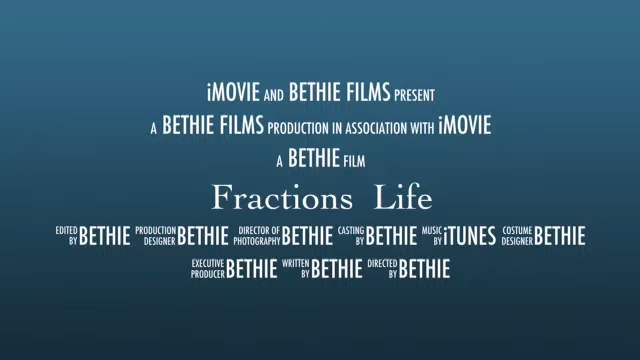 iMOVIE AND BETHIE FILMS PRESENT
A BETHIE FILMS PRODUCTION IN ASSOCIATION WITH iMOVIE
A BETHIE FILM
Fractions Life
EDITED BY BETHIE PRODUCTION DESIGNER BETHIE DIRECTOR OF PHOTOGRAPHY BETHIE CASTING BY BETHIE MUSIC BY iTUNES COSTUME DESIGNER BETHIE
EXECUTIVE PRODUCER BETHIE WRITTEN BY BETHIE DIRECTED BY BETHIE